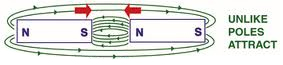 N S N S
UNLIKE
POLES
ATTRACT